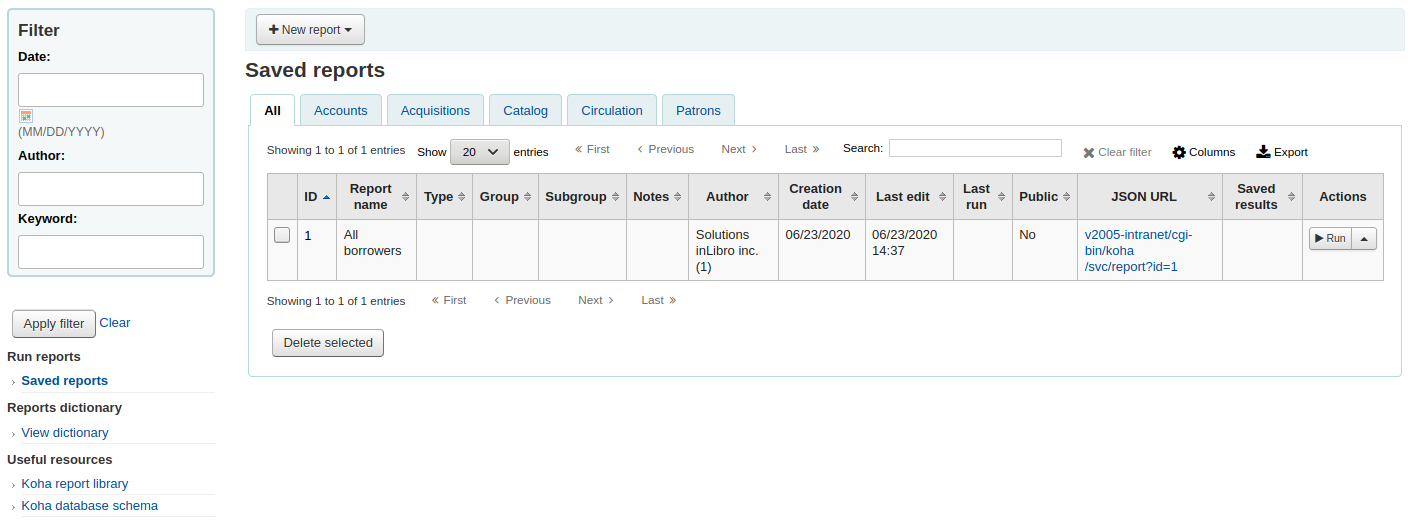 Filter
Date:
(MM/DD/YYYY)
Author:
Keyword:
Apply filter Clear
Run reports
Saved reports
Reports dictionary
View dictionary
Useful resources
Koha report library
Koha database schema
New report
Saved reports
All Accounts Acquisitions Catalog Circulation Patrons
Showing 1 to 1 of 1 entries Show 20 entries « First ‹ Previous Next › Last » Search: Clear filter Columns Export
ID Report name Type Group Subgroup Notes Author Creation date Last edit Last run Public JSON URL Saved results Actions
1 All borrowers Solutions inLibro inc. (1) 06/23/2020 06/23/2020 14:37 No v2005-intranet/cgi-bin/koha/svc/report?id=1 Run
Showing 1 to 1 of 1 entries « First ‹ Previous Next › Last »
Delete selected